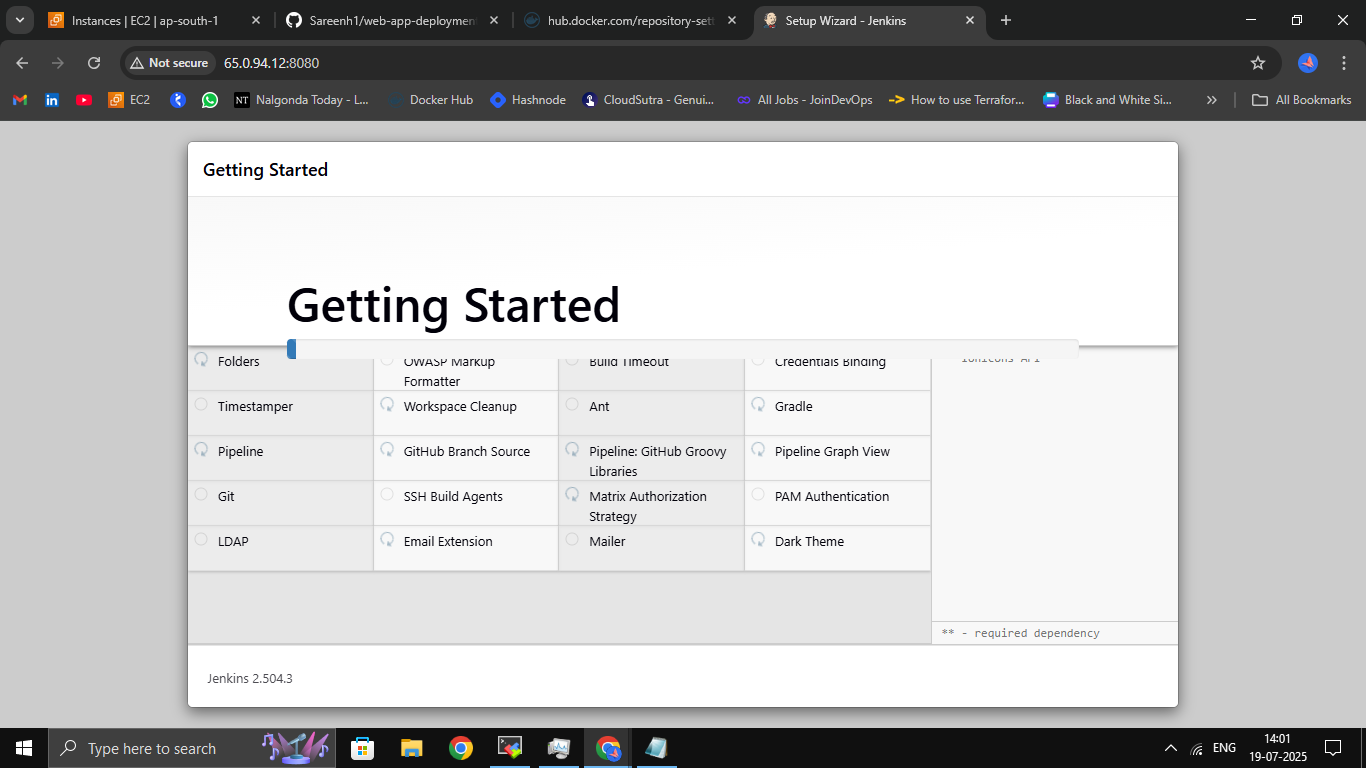 Instances | EC2 | ap-south-1
Sareenh1/web-app-deploymen
hub.docker.com/repository-set
Setup Wizard - Jenkins
Not secure
65.0.94.12:8080
EC2
NT
Nalgonda Today - L...
Docker Hub
Hashnode
CloudSutra - Genui...
All Jobs - JoinDevOps
How to use Terrafor...
Black and White Si...
All Bookmarks
Getting Started
Getting Started
Folders
OWASP Markup
Formatter
Build Timeout
Credentials Binding
Ionicons API
Timestamper
Workspace Cleanup
Ant
Gradle
Pipeline
GitHub Branch Source
Pipeline: GitHub Groovy
Libraries
Pipeline Graph View
Git
SSH Build Agents
Matrix Authorization
Strategy
PAM Authentication
LDAP
Email Extension
Mailer
Dark Theme
** - required dependency
Jenkins 2.504.3
Type here to search
ENG
14:01
19-07-2025